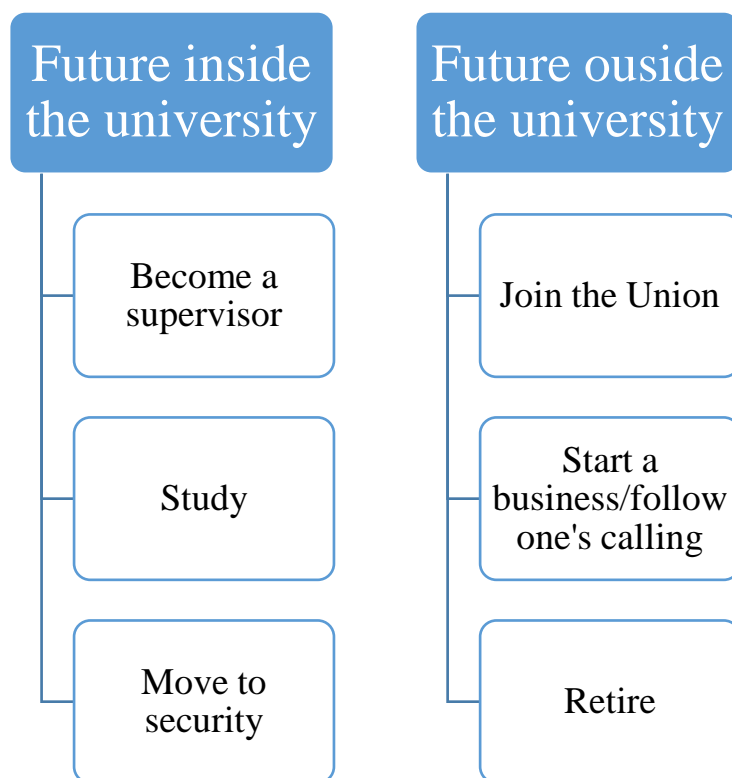 Future inside
the university
Become a
supervisor
Study
Move to
security
Future ouside
the university
Join the Union
Start a
business/follow
one's calling
Retire